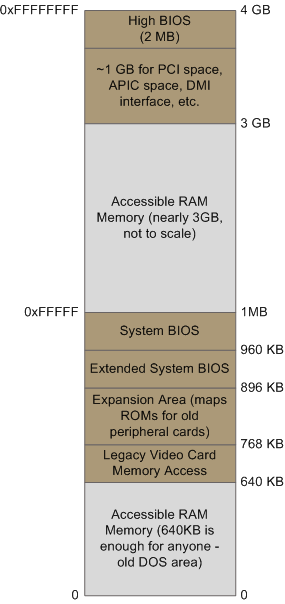 0xFFFFFFFF
4 GB
High BIOS
(2 MB)
~1 GB for PCI space,
APIC space, DMI
interface, etc.
3 GB
Accessible RAM
Memory (nearly 3GB,
not to scale)
0xFFFFF
1MB
System BIOS
960 KB
Extended System BIOS
896 KB
Expansion Area (maps
ROMs for old
peripheral cards)
768 KB
Legacy Video Card
Memory Access
640 KB
Accessible RAM
Memory (640KB is
enough for anyone -
old DOS area)
0
0